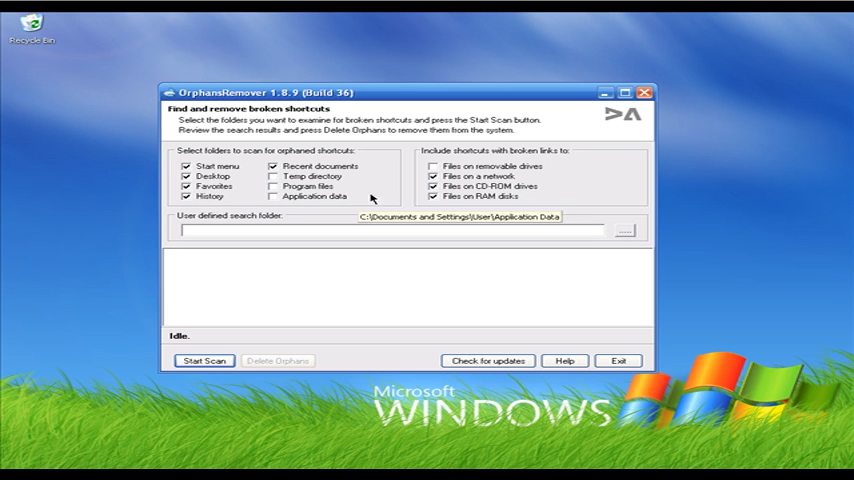 Recycle Bin
OrphansRemover 1.8.9 (Build 36)
Find and remove broken shortcuts
Select the folders you want to examine for broken shortcuts and press the Start Scan button.
Review the search results and press Delete Orphans to remove them from the system.
Select folders to scan for orphaned shortcuts:
Start menu
Recent documents
Desktop
Temp directory
Favorites
Program files
History
Application data
Include shortcuts with broken links to:
Files on removable drives
Files on a network
Files on CD-ROM drives
Files on RAM disks
C:\Documents and Settings\User\Application Data
User defined search folder:
.....
Idle.
Start Scan
Delete Orphans
Check for updates
Help
Exit
Microsoft
WINDOWS